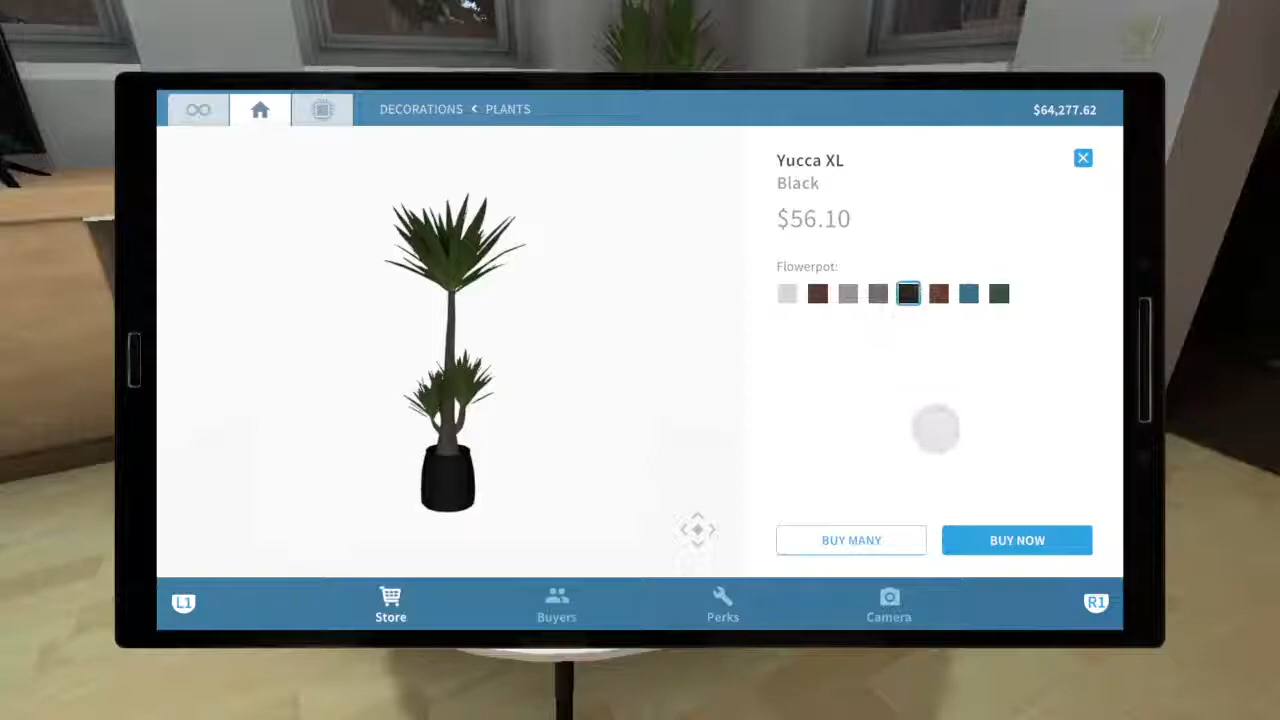 DECORATIONS < PLANTS
$64,277.62
Yucca XL
Black
$56.10
Flowerpot:
BUY MANY
BUY NOW
L1
Store
Buyers
Perks
Camera
R1